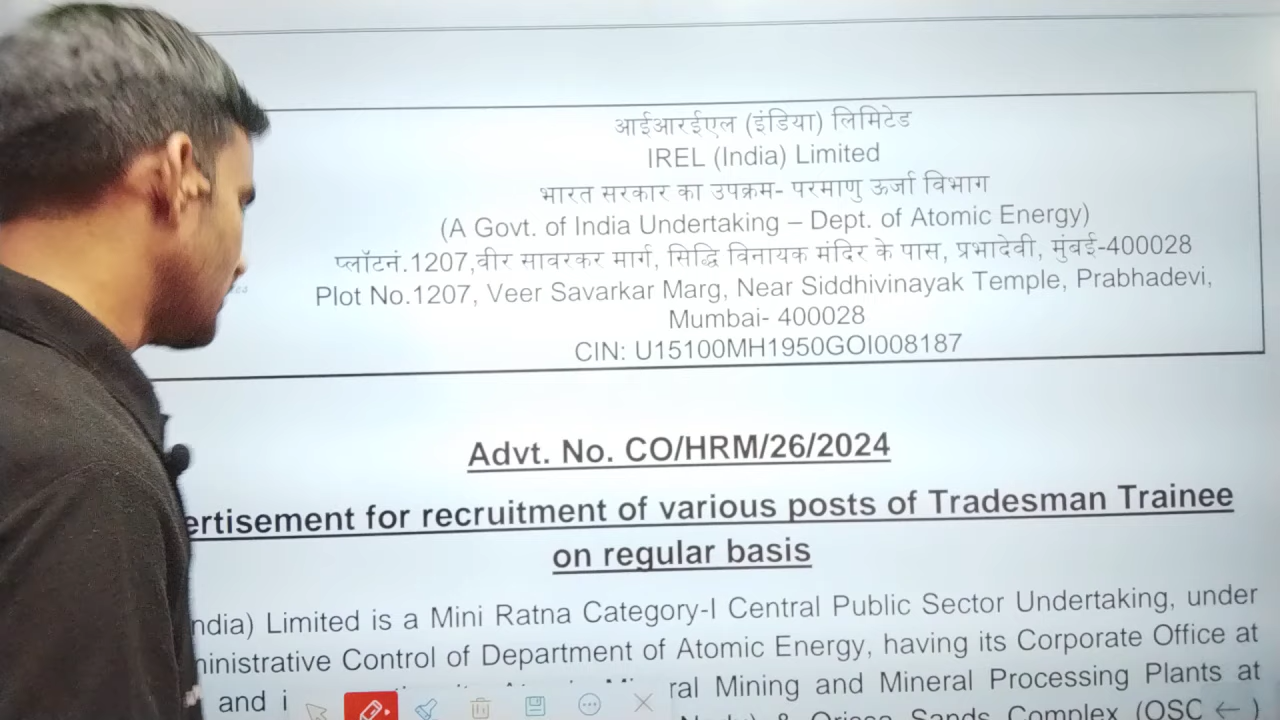 आईआरईएल (इंडिया) लिमिटेड
IREL (India) Limited
भारत सरकार का उपक्रम- परमाणु ऊर्जा विभाग
(A Govt. of India Undertaking – Dept. of Atomic Energy)
प्लॉटनं.1207,वीर सावरकर मार्ग, सिद्धि विनायक मंदिर के पास, प्रभादेवी, मुंबई-400028
Plot No.1207, Veer Savarkar Marg, Near Siddhivinayak Temple, Prabhadevi,
Mumbai- 400028
CIN: U15100MH1950GOI008187
Advt. No. CO/HRM/26/2024
ertisement for recruitment of various posts of Tradesman Trainee
on regular basis
ndia) Limited is a Mini Ratna Category-I Central Public Sector Undertaking, under
ninistrative Control of Department of Atomic Energy, having its Corporate Office at
and i ral Mining and Mineral Processing Plants at
Sands Complex (OSC